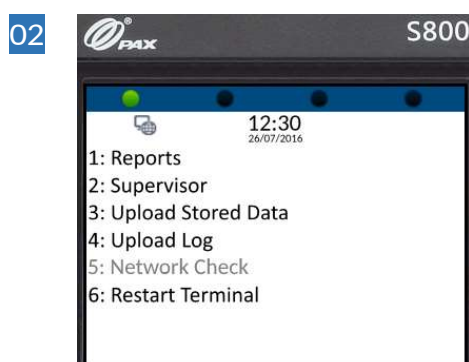 02
PAX
S800
12:30
26/07/2016
1: Reports
2: Supervisor
3: Upload Stored Data
4: Upload Log
5: Network Check
6: Restart Terminal